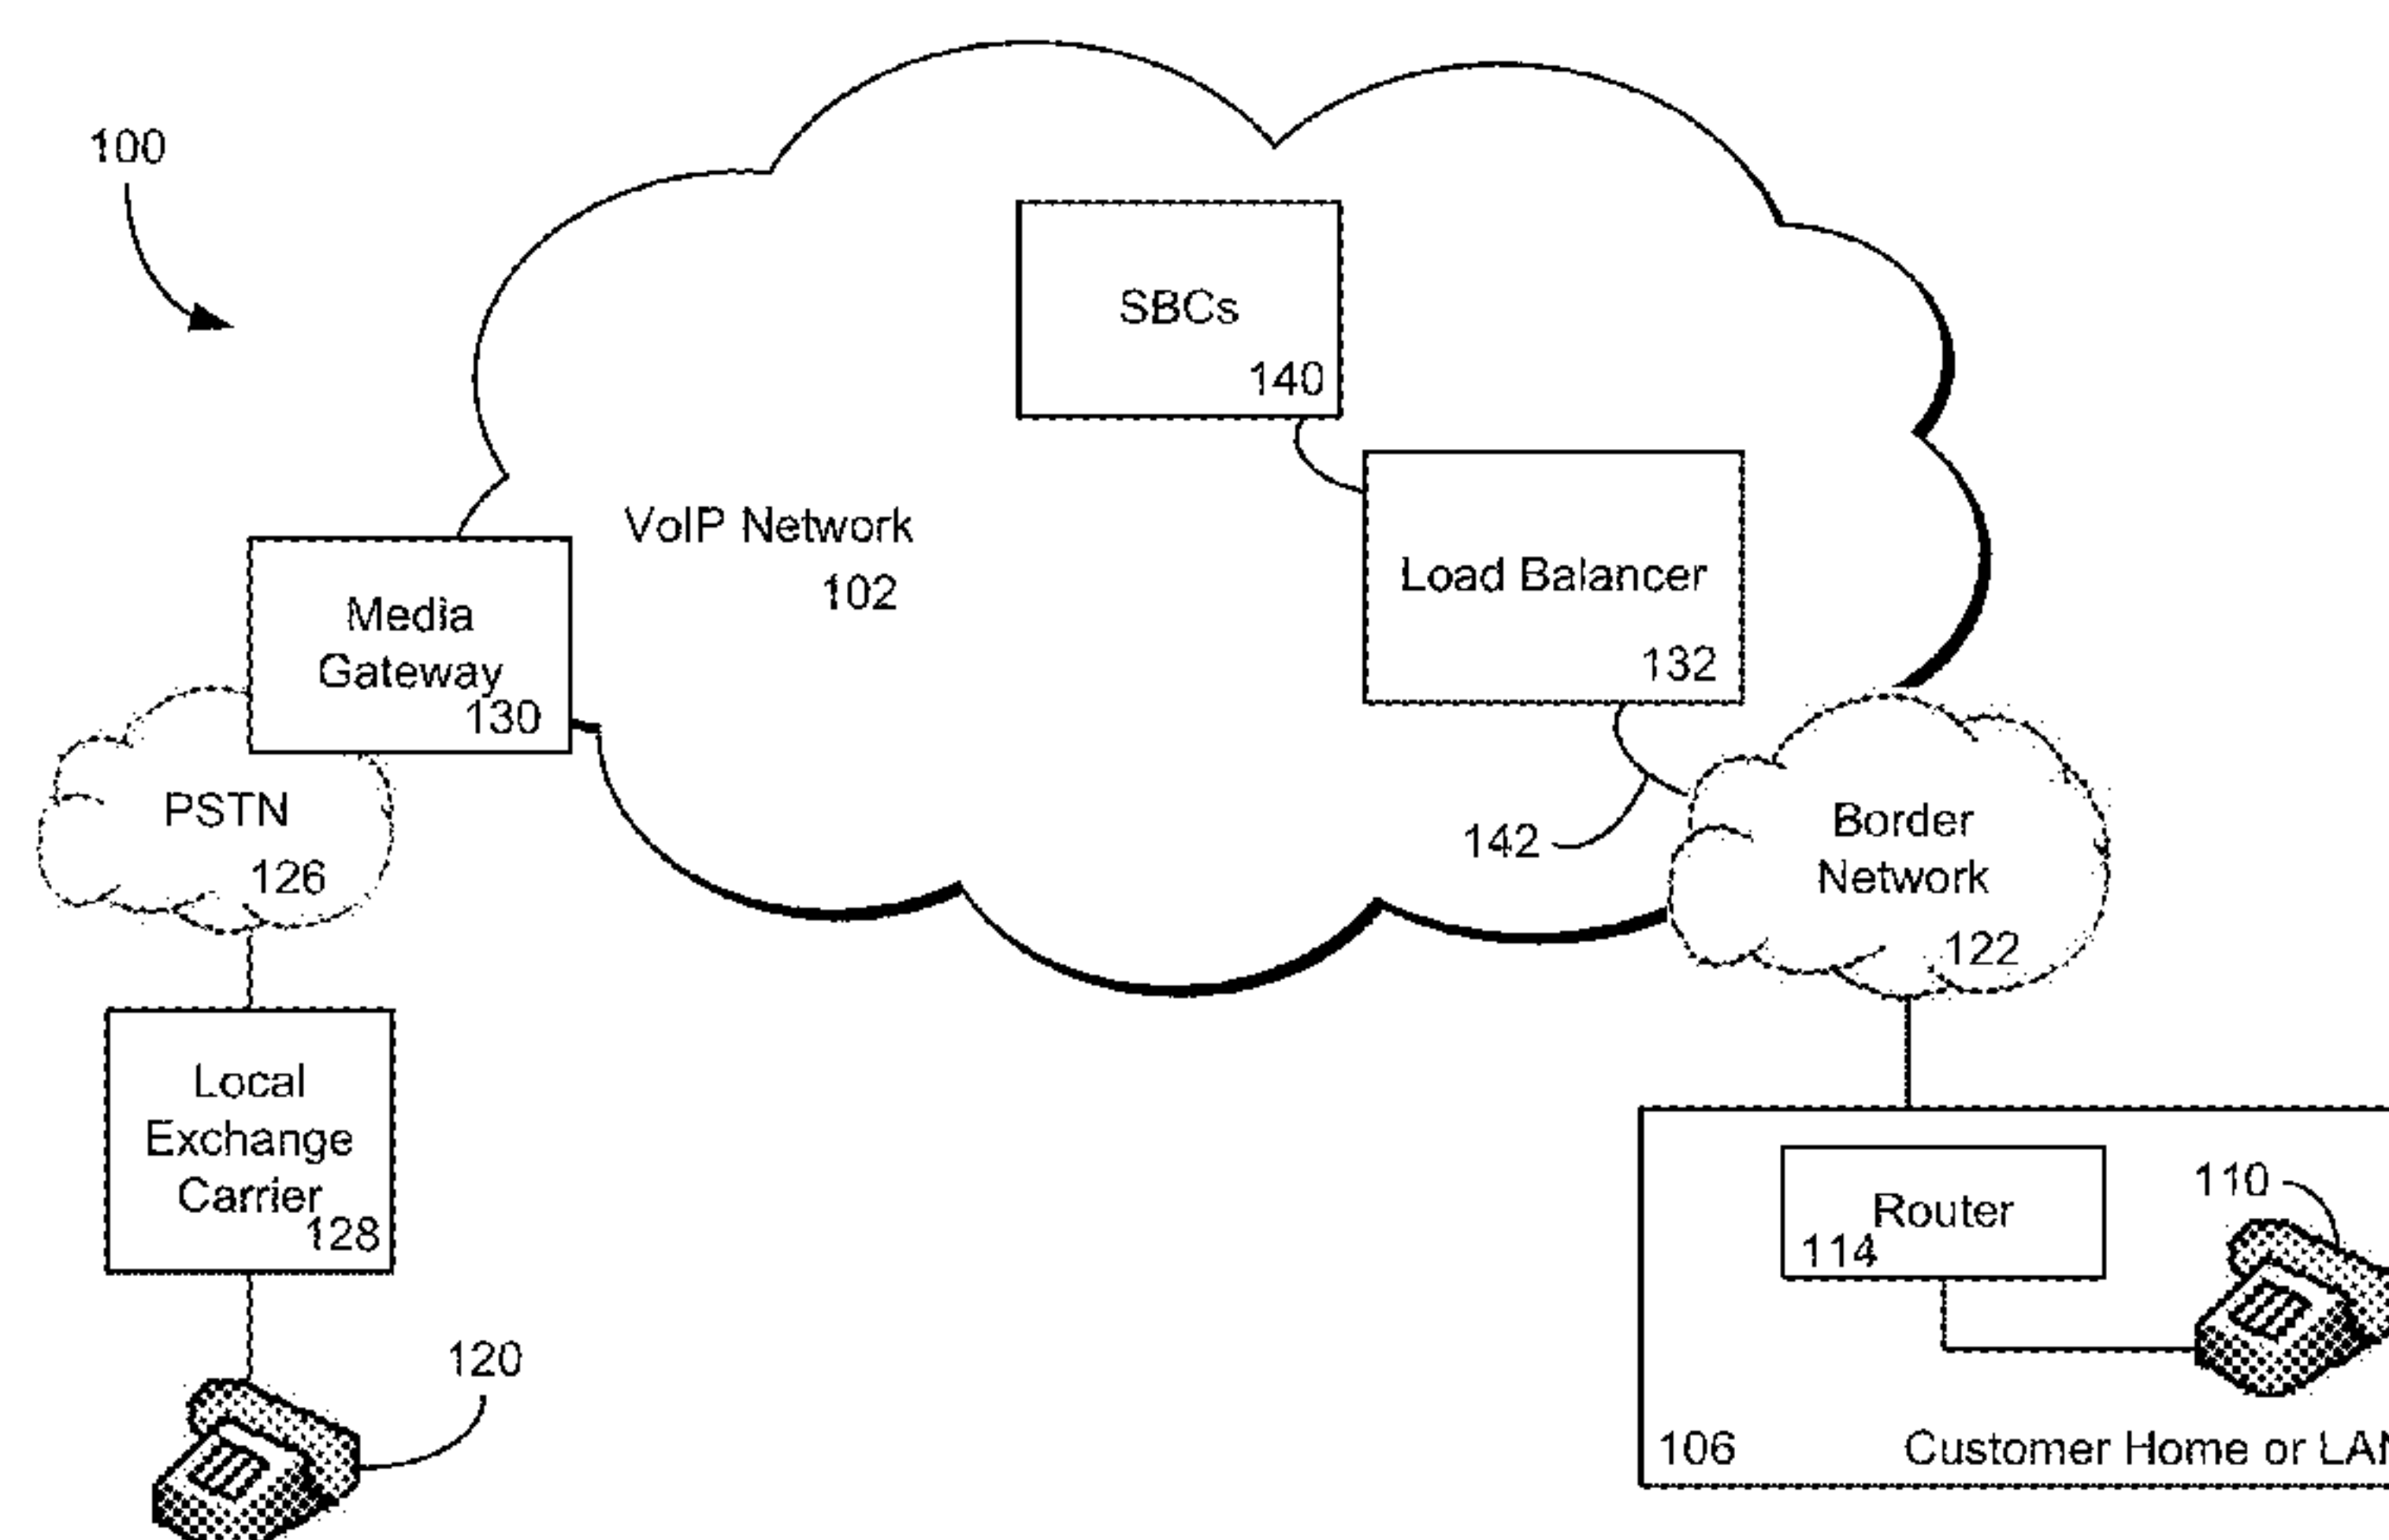 100
SBCs
140
VoIP Network
102
Load Balancer
132
Media
Gateway
130
PSTN
126
142
Border
Network
122
Local
Exchange
Carrier
128
120
Router
114
110
106
Customer Home or LAN